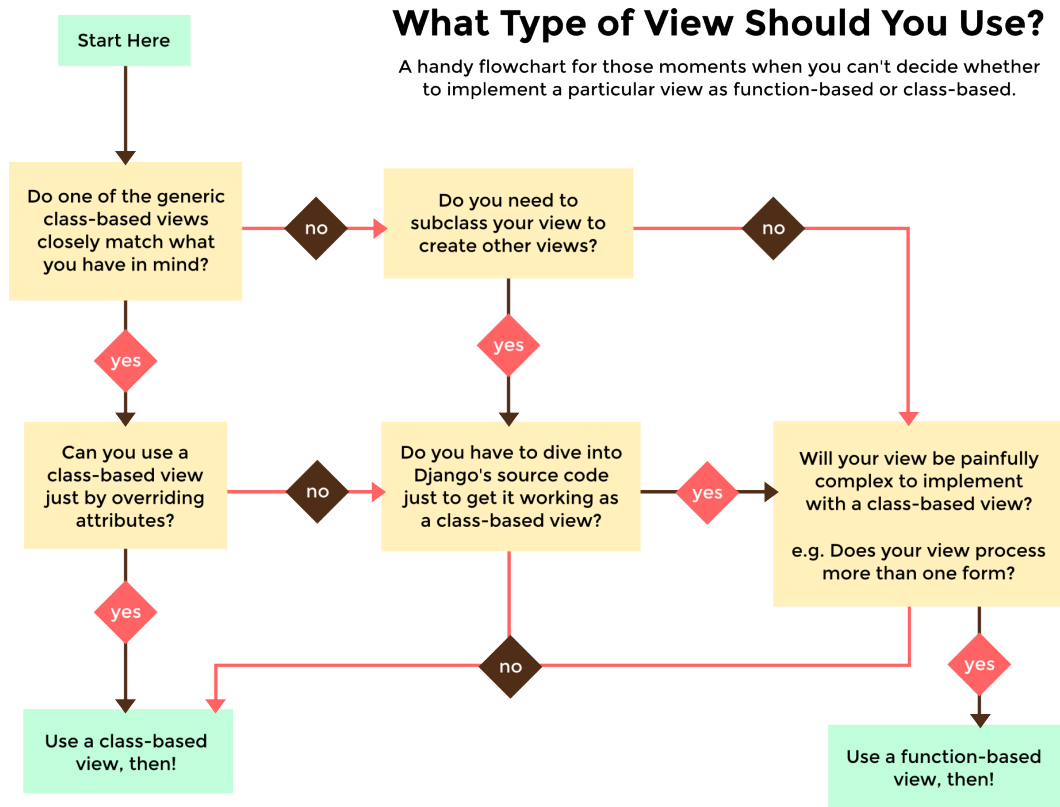 What Type of View Should You Use?
A handy flowchart for those moments when you can't decide whether
to implement a particular view as function-based or class-based.
Start Here
Do one of the generic
class-based views
closely match what
you have in mind?
no
Do you need to
subclass your view to
create other views?
no
yes
yes
Can you use a
class-based view
just by overriding
attributes?
no
Do you have to dive into
Django's source code
just to get it working as
a class-based view?
yes
Will your view be painfully
complex to implement
with a class-based view?
e.g. Does your view process
more than one form?
yes
no
yes
Use a class-based
view, then!
Use a function-based
view, then!